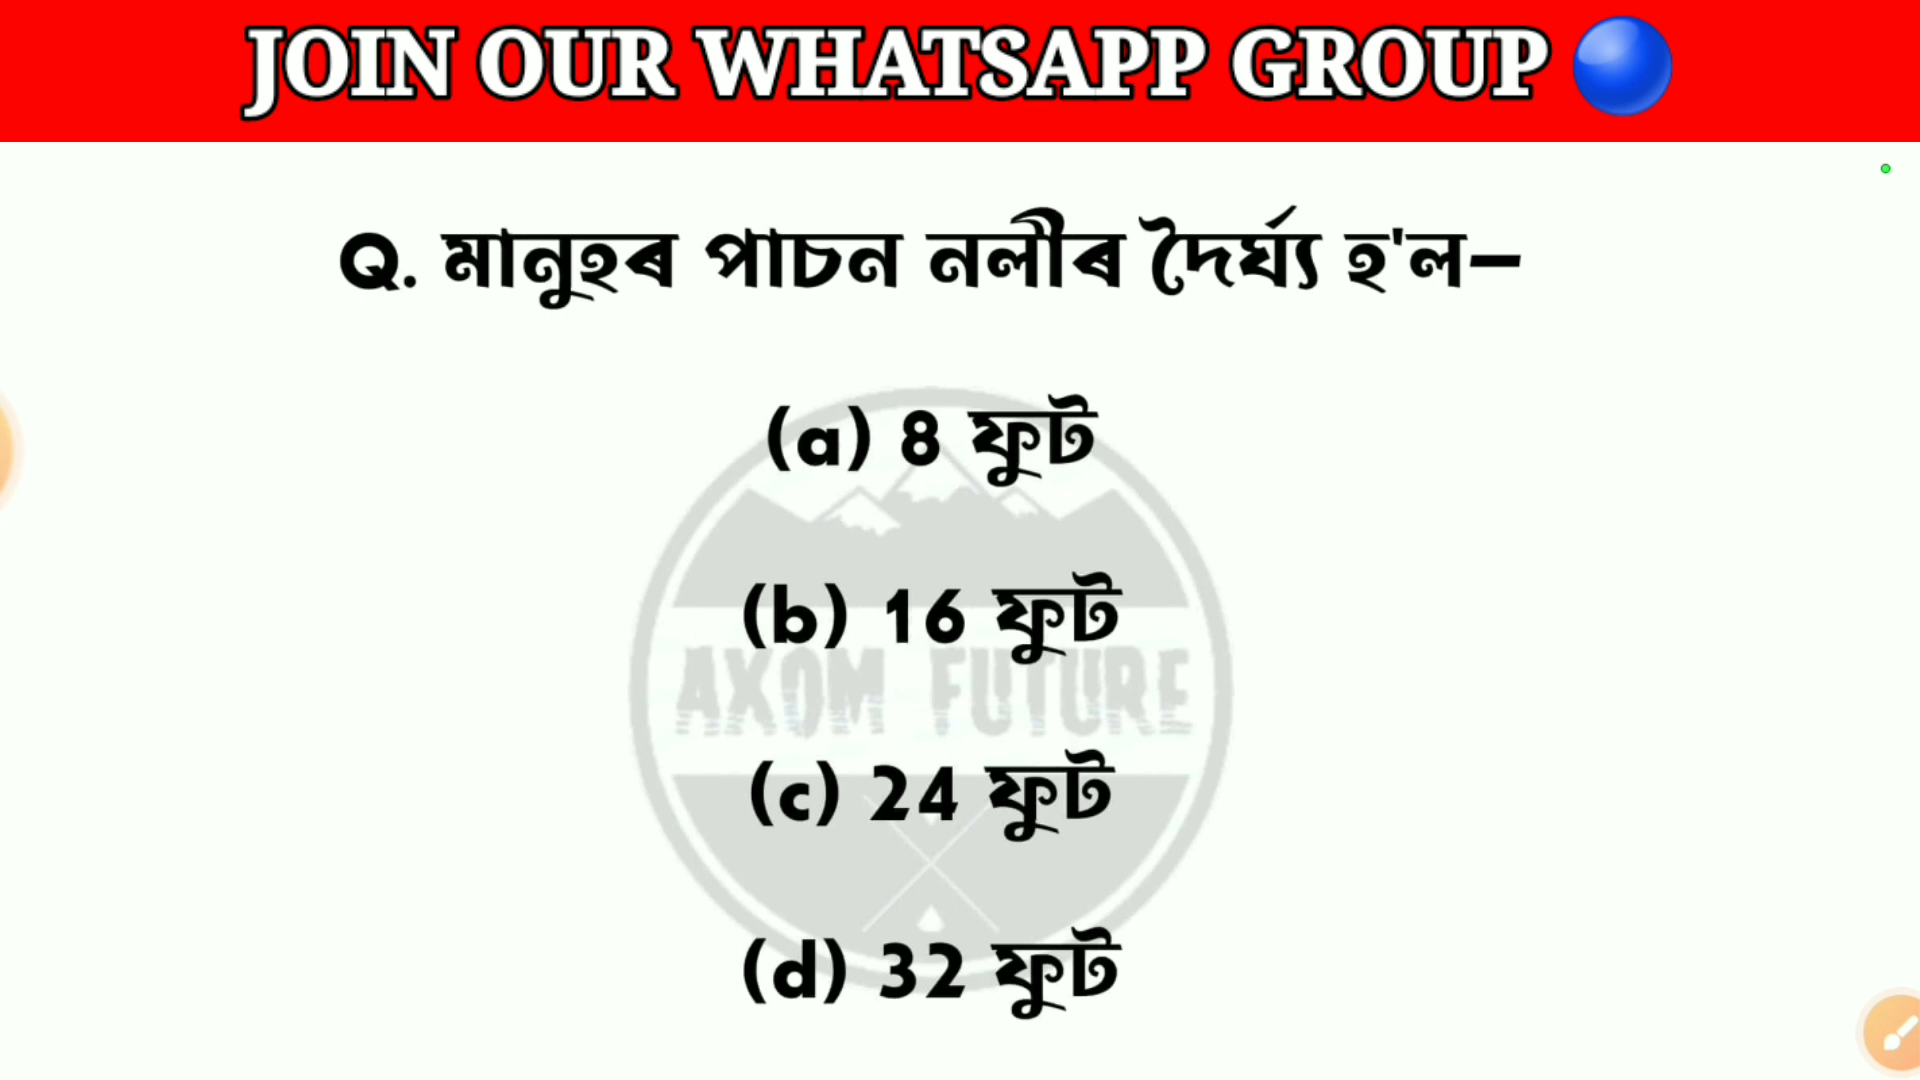 JOIN OUR WHATSAPP GROUP
Q. মানুহৰ পাচন নলীৰ দৈৰ্ঘ্য হ'ল–
(a) 8 ফুট
(b) 16 ফুট
AXOM FUTURE
(c) 24 ফুট
(d) 32 ফুট